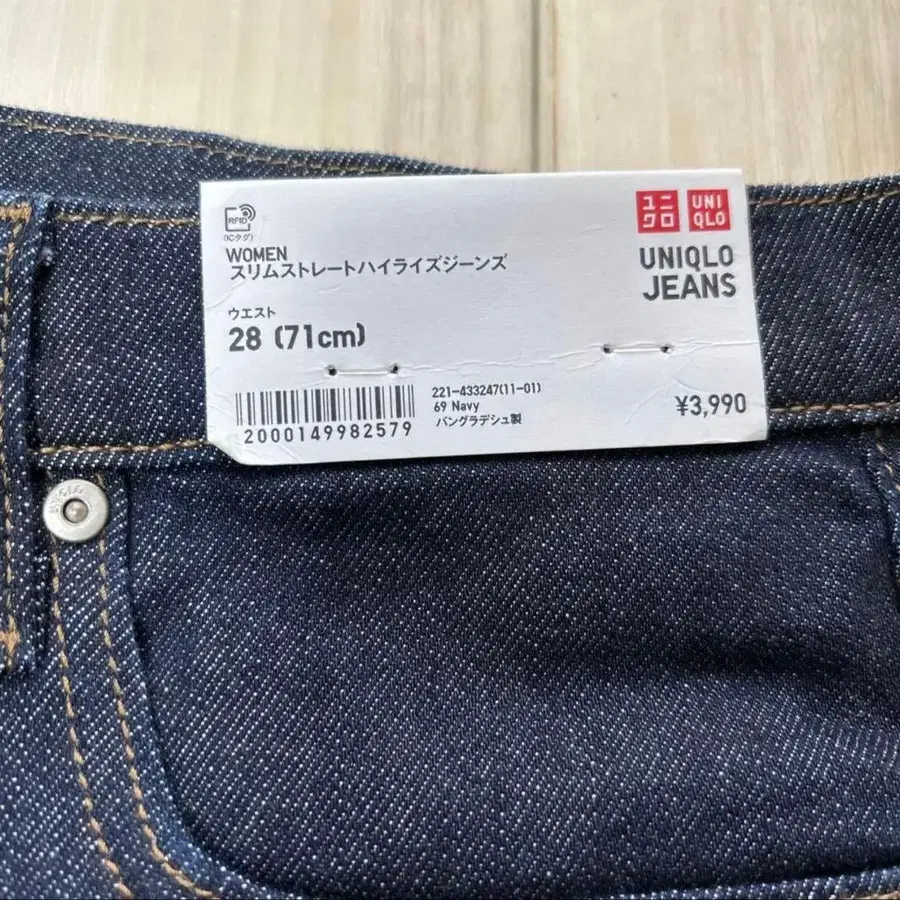 RFID
(ICタグ)
WOMEN
スリムストレートハイライズジーンズ
ウエスト
28 (71cm)
2000149982579
221-433247(11-01)
69 Navy
バングラデシュ製
ユニ
クロ
UNI
QLO
UNIQLO
JEANS
¥3,990